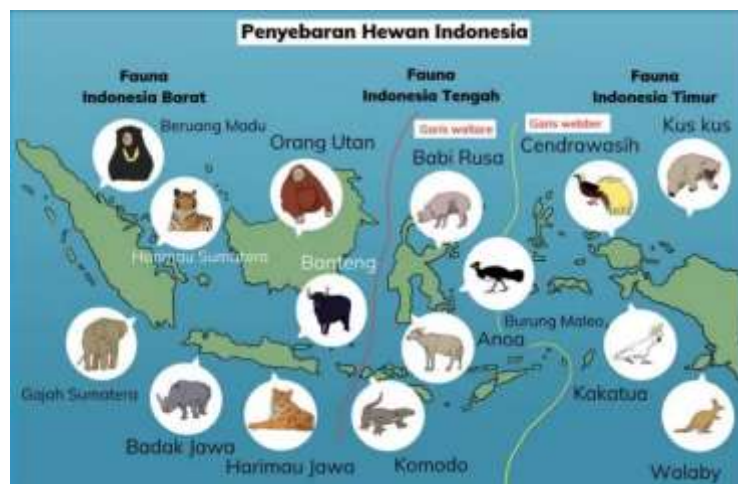 Penyebaran Hewan Indonesia
Fauna
Indonesia Barat
Fauna
Indonesia Tengah
Fauna
Indonesia Timur
Garis wallace
Garis webber
Beruang Madu
Orang Utan
Babi Rusa
Cendrawasih
Kus kus
Harimau Sumatera
Banteng
Burung Maleo
Anoa
Gajah Sumatera
Kakatua
Badak Jawa
Harimau Jawa
Komodo
Walaby